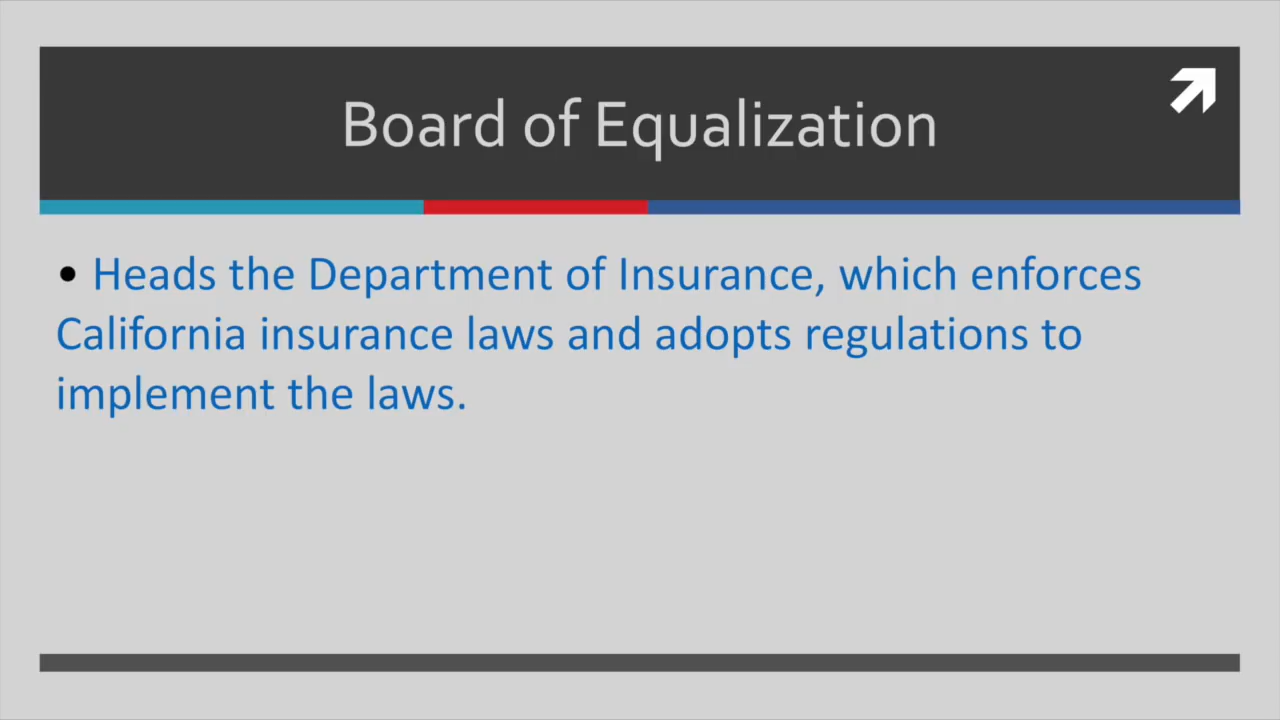 Board of Equalization
• Heads the Department of Insurance, which enforces
California insurance laws and adopts regulations to
implement the laws.